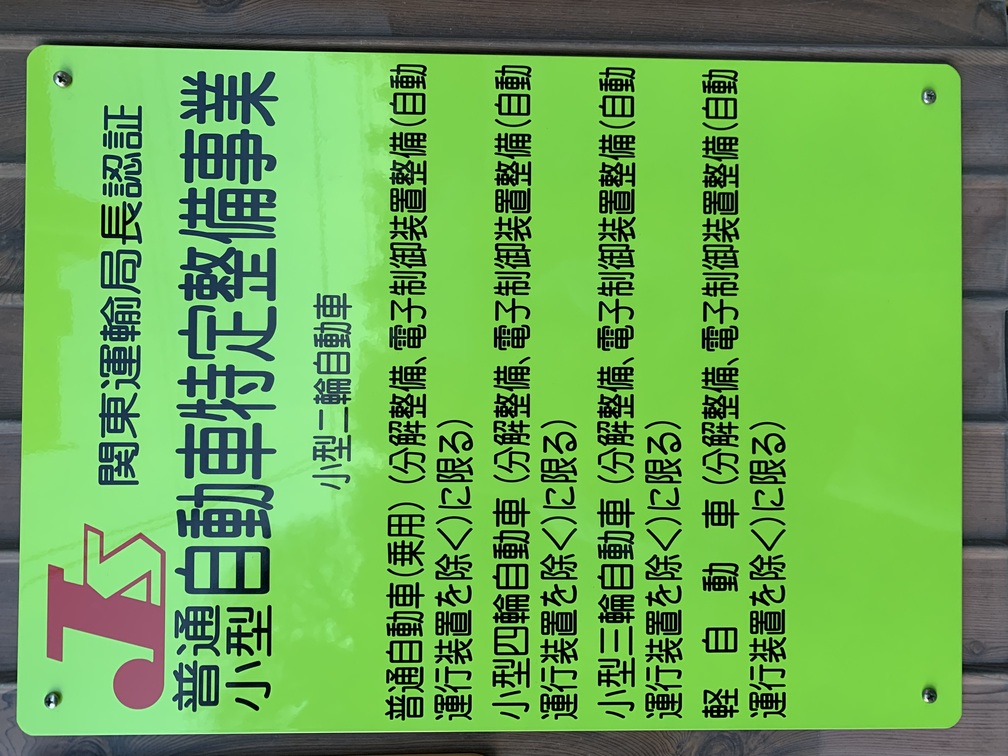 JS
関東運輸局長認証
普通
小型
自動車特定整備事業
小型二輪自動車
普通自動車(乗用)(分解整備、電子制御装置整備(自動
運行装置を除く)に限る)
小型四輪自動車(分解整備、電子制御装置整備(自動
運行装置を除く)に限る)
小型三輪自動車(分解整備、電子制御装置整備(自動
運行装置を除く)に限る)
軽自動車(分解整備、電子制御装置整備(自動
運行装置を除く)に限る)